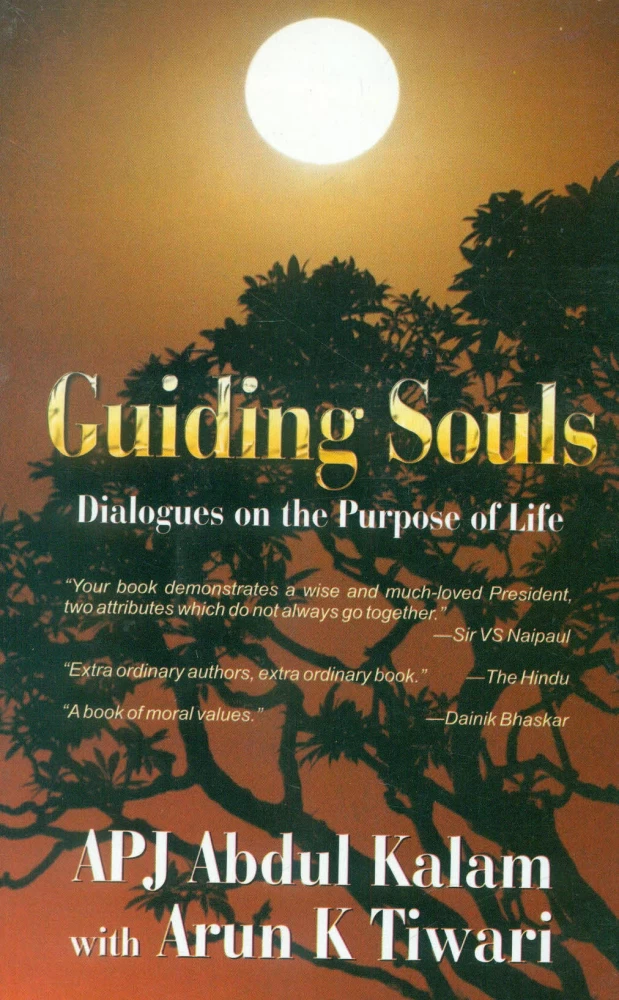 Guiding Souls
Dialogues on the Purpose of Life
“Your book demonstrates a wise and much-loved President,
two attributes which do not always go together.”
—Sir VS Naipaul
“Extra ordinary authors, extra ordinary book.” —The Hindu
“A book of moral values.” —Dainik Bhaskar
APJ Abdul Kalam
with Arun K Tiwari